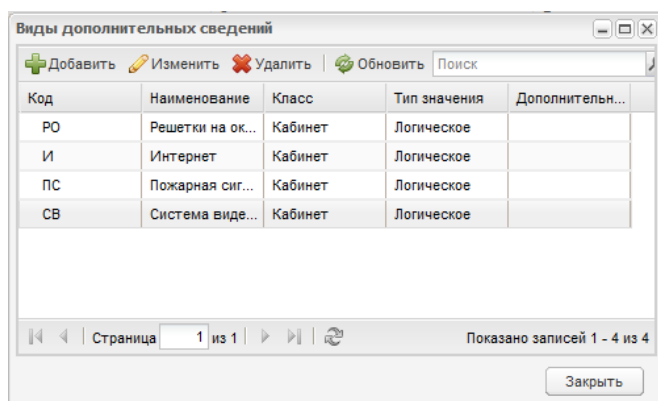 Виды дополнительных сведений
Добавить Изменить Удалить Обновить Поиск
Код Наименование Класс Тип значения Дополнительн...
РО Решетки на ок... Кабинет Логическое
И Интернет Кабинет Логическое
ПС Пожарная сиг... Кабинет Логическое
СВ Система виде... Кабинет Логическое
Страница 1 из 1 Показано записей 1 - 4 из 4
Закрыть